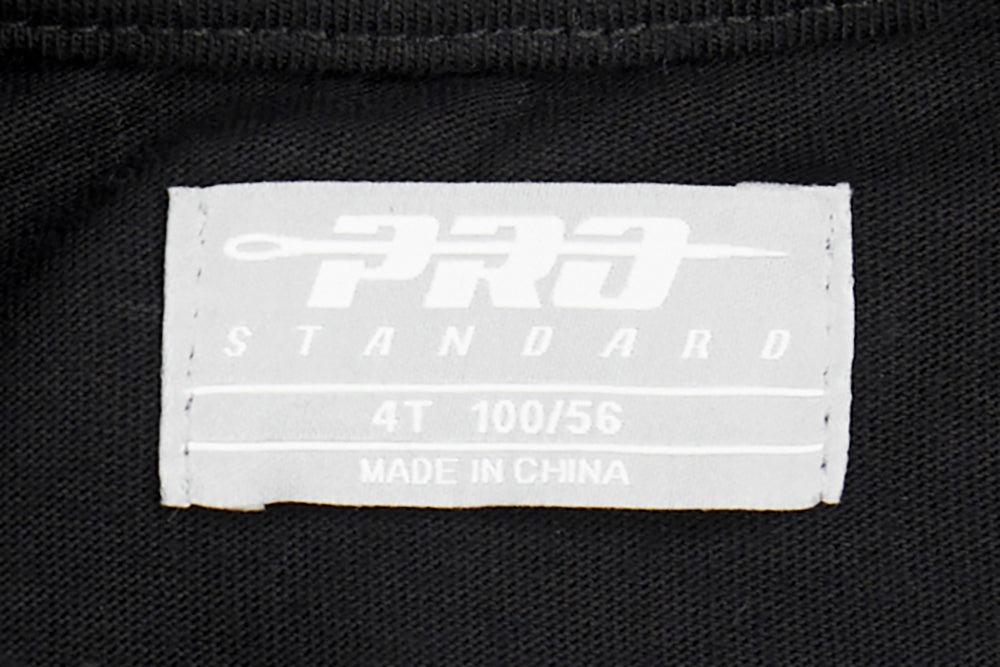 PRO
STANDARD
4T 100/56
MADE IN CHINA